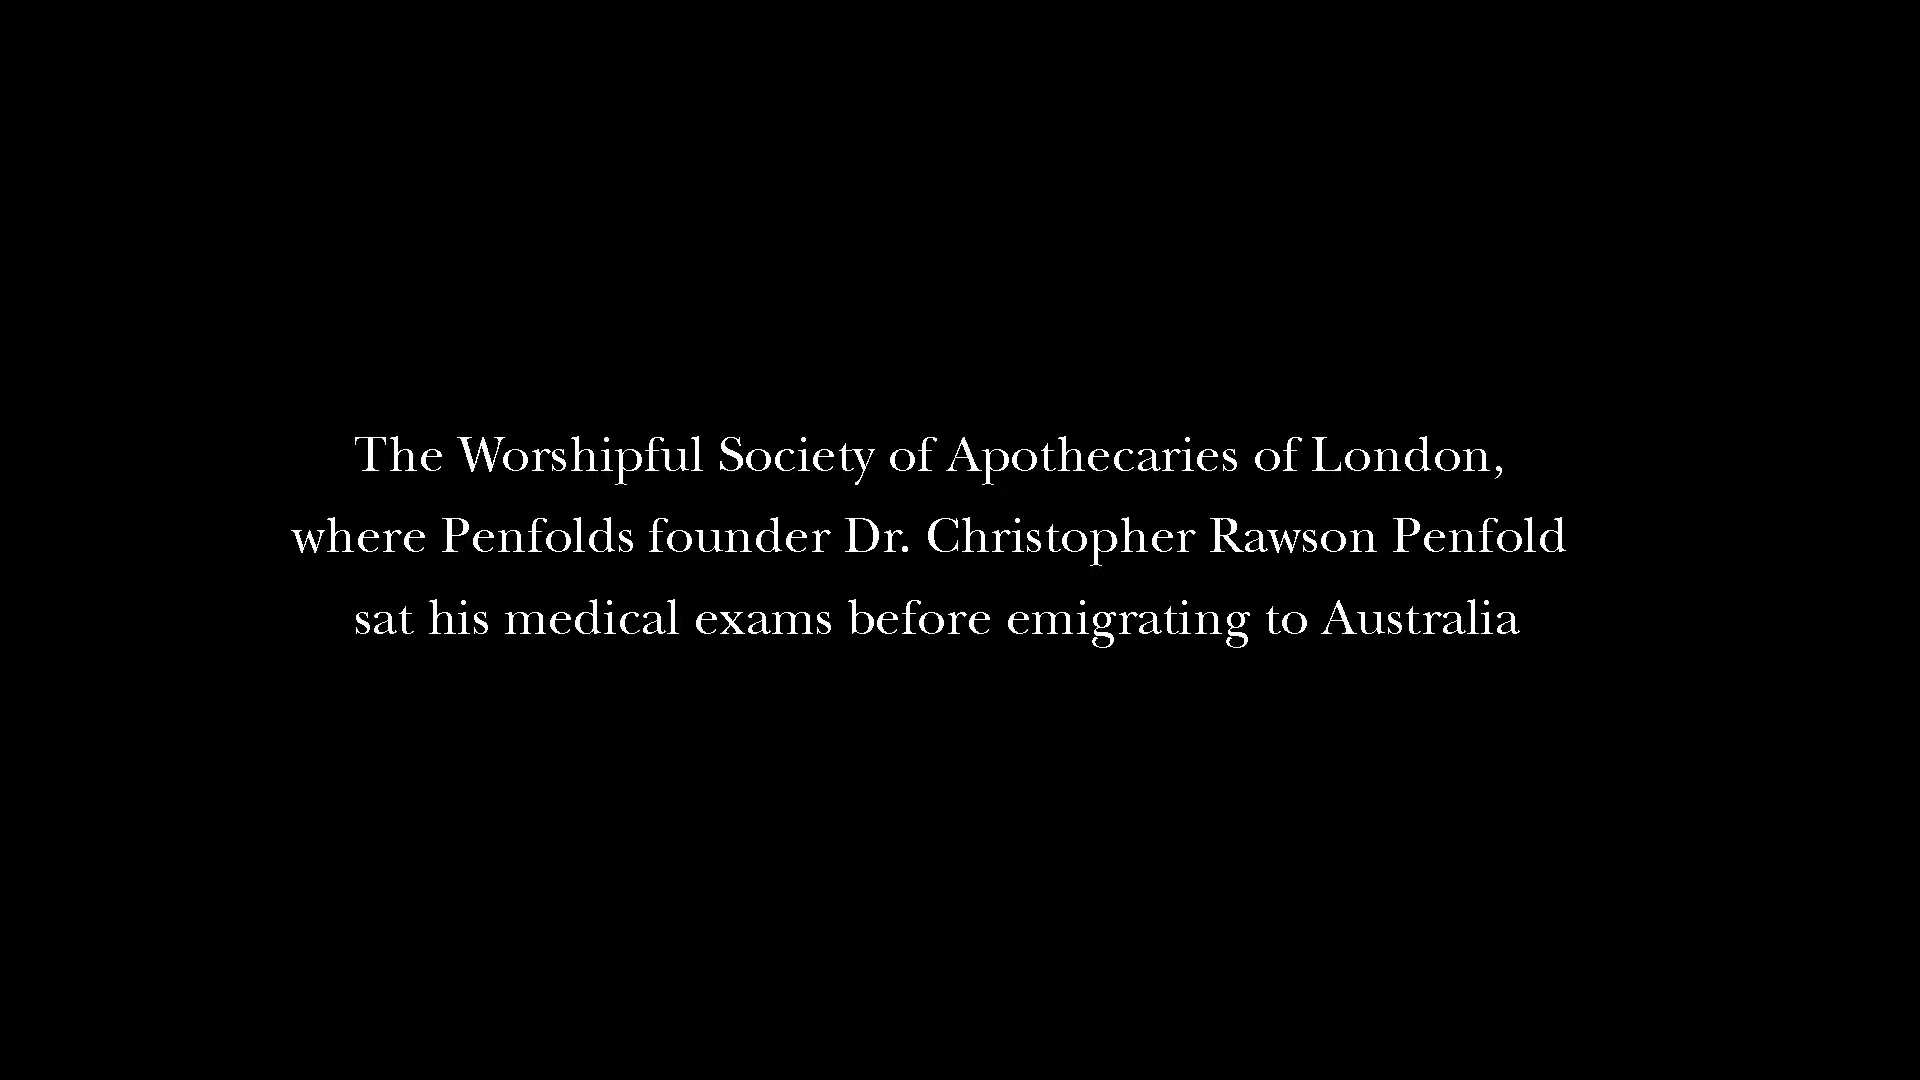 The Worshipful Society of Apothecaries of London,
where Penfolds founder Dr. Christopher Rawson Penfold
sat his medical exams before emigrating to Australia